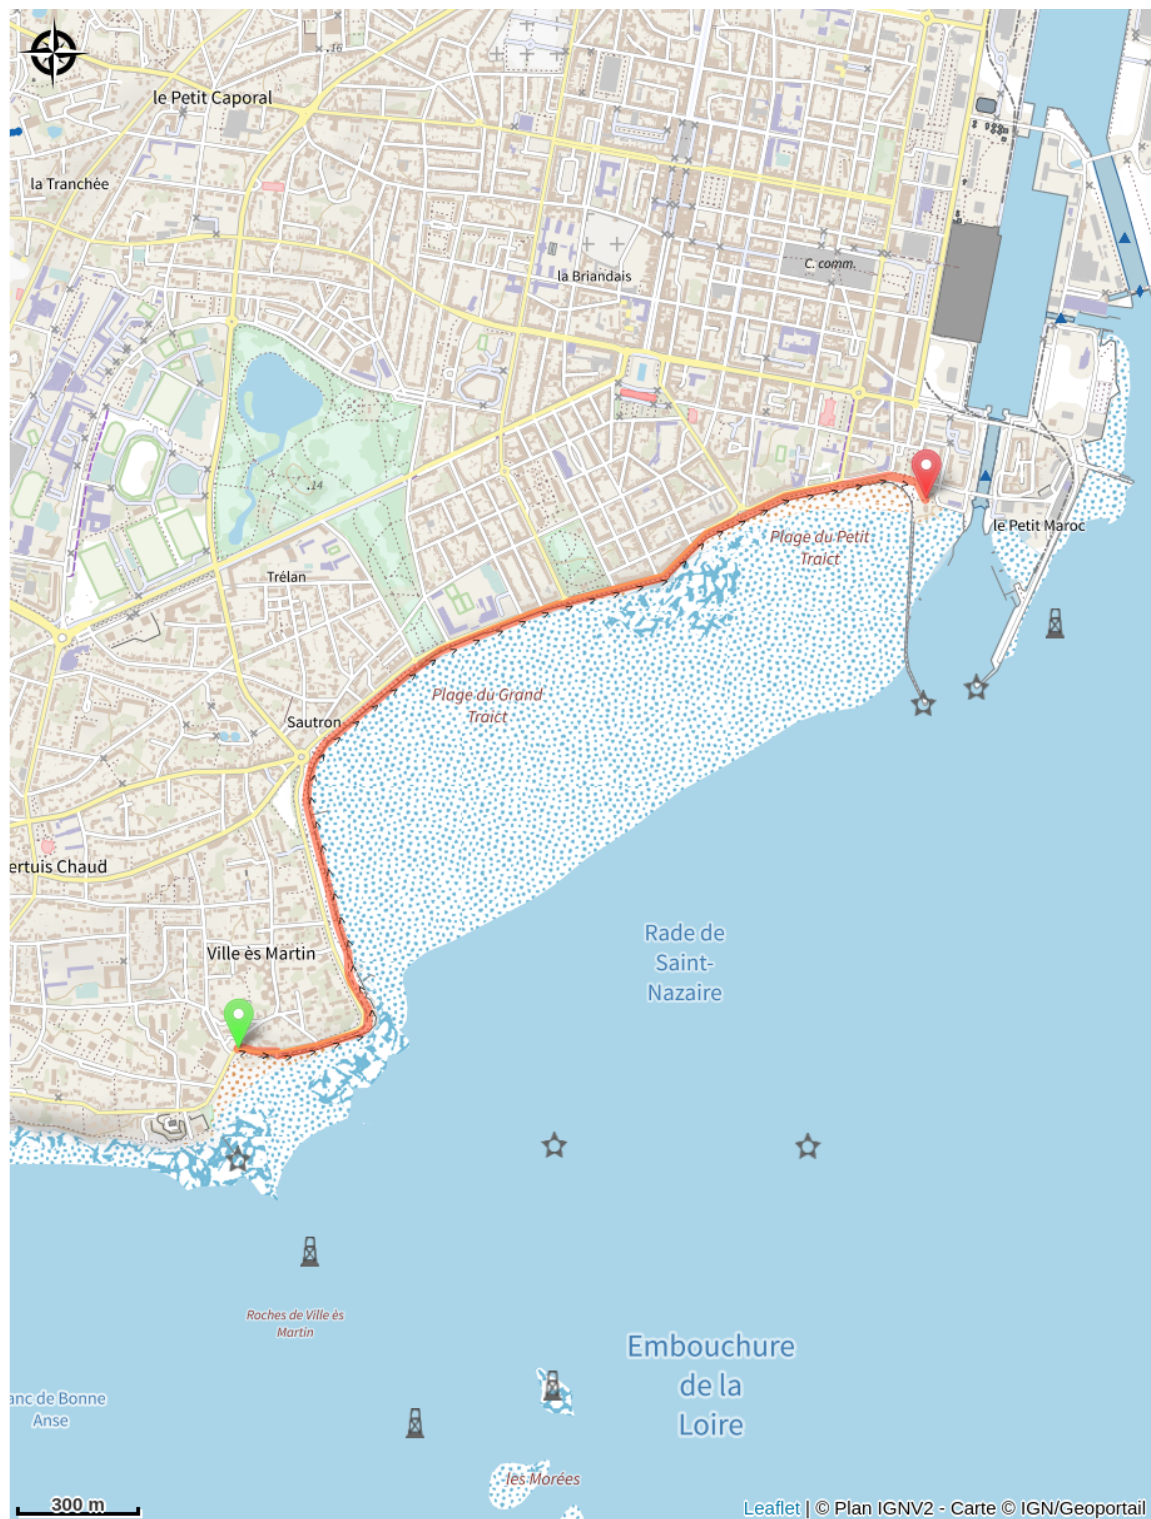 16
le Petit Caporal
la Tranchée
C. comm.
la Briandais
14
le Petit Maroc
Plage du Petit
Traict
Trélan
Plage du Grand
Traict
Sautron
ertuis Chaud
Rade de
Saint-
Nazaire
Ville ès Martin
Roches de Ville ès
Martin
Embouchure
de la
Loire
anc de Bonne
Anse
les Morées
300 m
Leaflet | © Plan IGNV2 - Carte © IGN/Geoportail